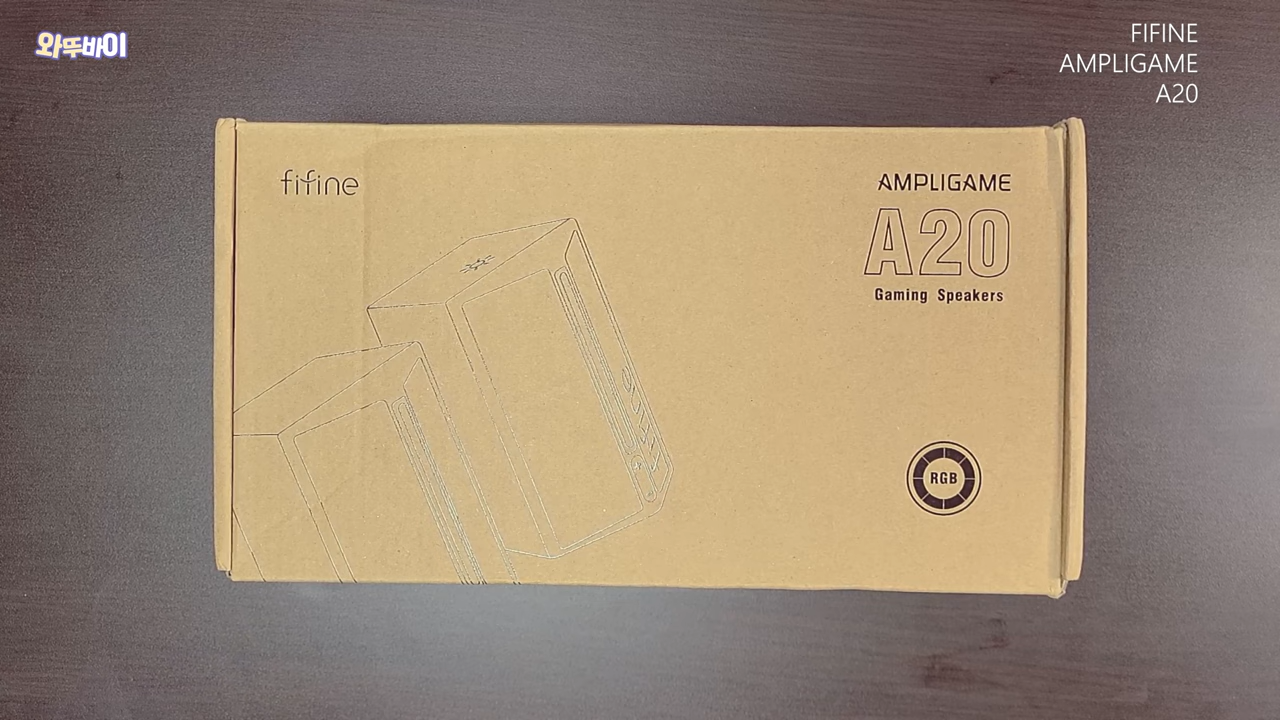 와뚜바이
FIFINE
AMPLIGAME
A20
fifine
AMPLIGAME
A20
Gaming Speakers
RGB